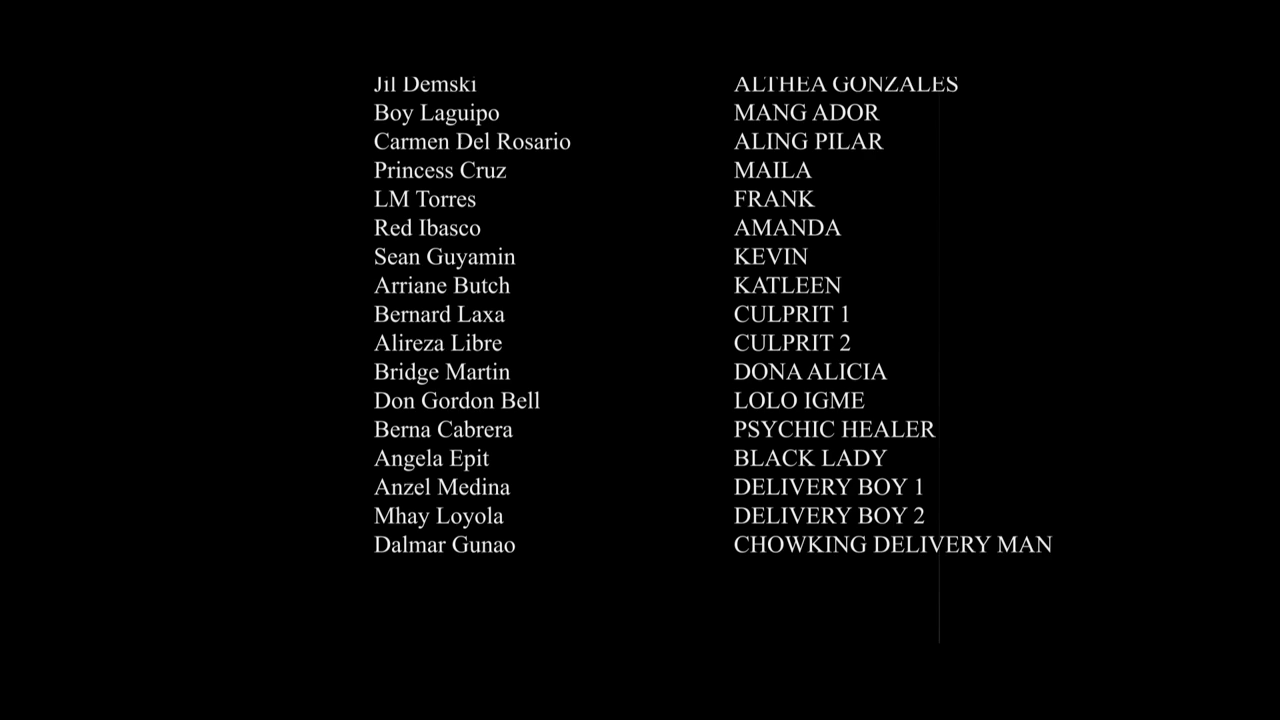 Jil Demski ALTHEA GONZALES
Boy Laguipo MANG ADOR
Carmen Del Rosario ALING PILAR
Princess Cruz MAILA
LM Torres FRANK
Red Ibasco AMANDA
Sean Guyamin KEVIN
Arriane Butch KATLEEN
Bernard Laxa CULPRIT 1
Alireza Libre CULPRIT 2
Bridge Martin DONA ALICIA
Don Gordon Bell LOLO IGME
Berna Cabrera PSYCHIC HEALER
Angela Epit BLACK LADY
Anzel Medina DELIVERY BOY 1
Mhay Loyola DELIVERY BOY 2
Dalmar Gunao CHOWKING DELIVERY MAN